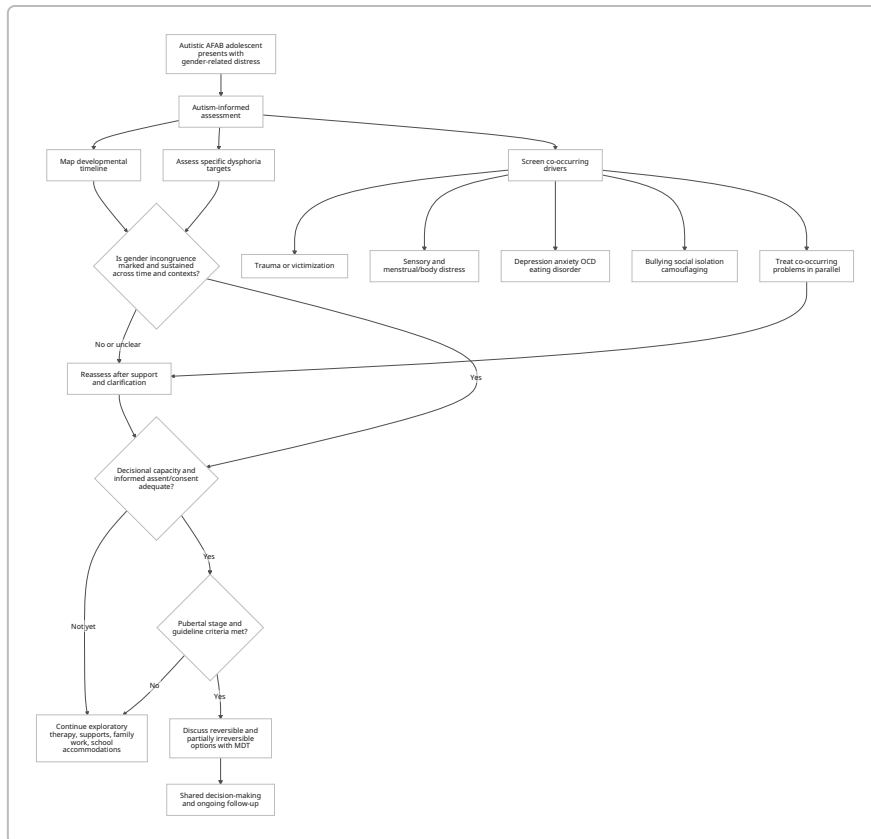 Autistic AFAB adolescent
presents with
gender-related distress
Autism-informed
assessment
Map developmental
timeline
Assess specific dysphoria
targets
Screen co-occurring
drivers
Is gender incongruence
marked and sustained
across time and contexts?
Trauma or victimization
Sensory and
menstrual/body distress
Depression anxiety OCD
eating disorder
Bullying social isolation
camouflaging
Treat co-occurring
problems in parallel
No or unclear
Reassess after support
and clarification
Yes
Decisional capacity and
informed assent/consent
adequate?
Yes
Not yet
Pubertal stage and
guideline criteria met?
No
Yes
Continue exploratory
therapy, supports, family
work, school
accommodations
Discuss reversible and
partially irreversible
options with MDT
Shared decision-making
and ongoing follow-up